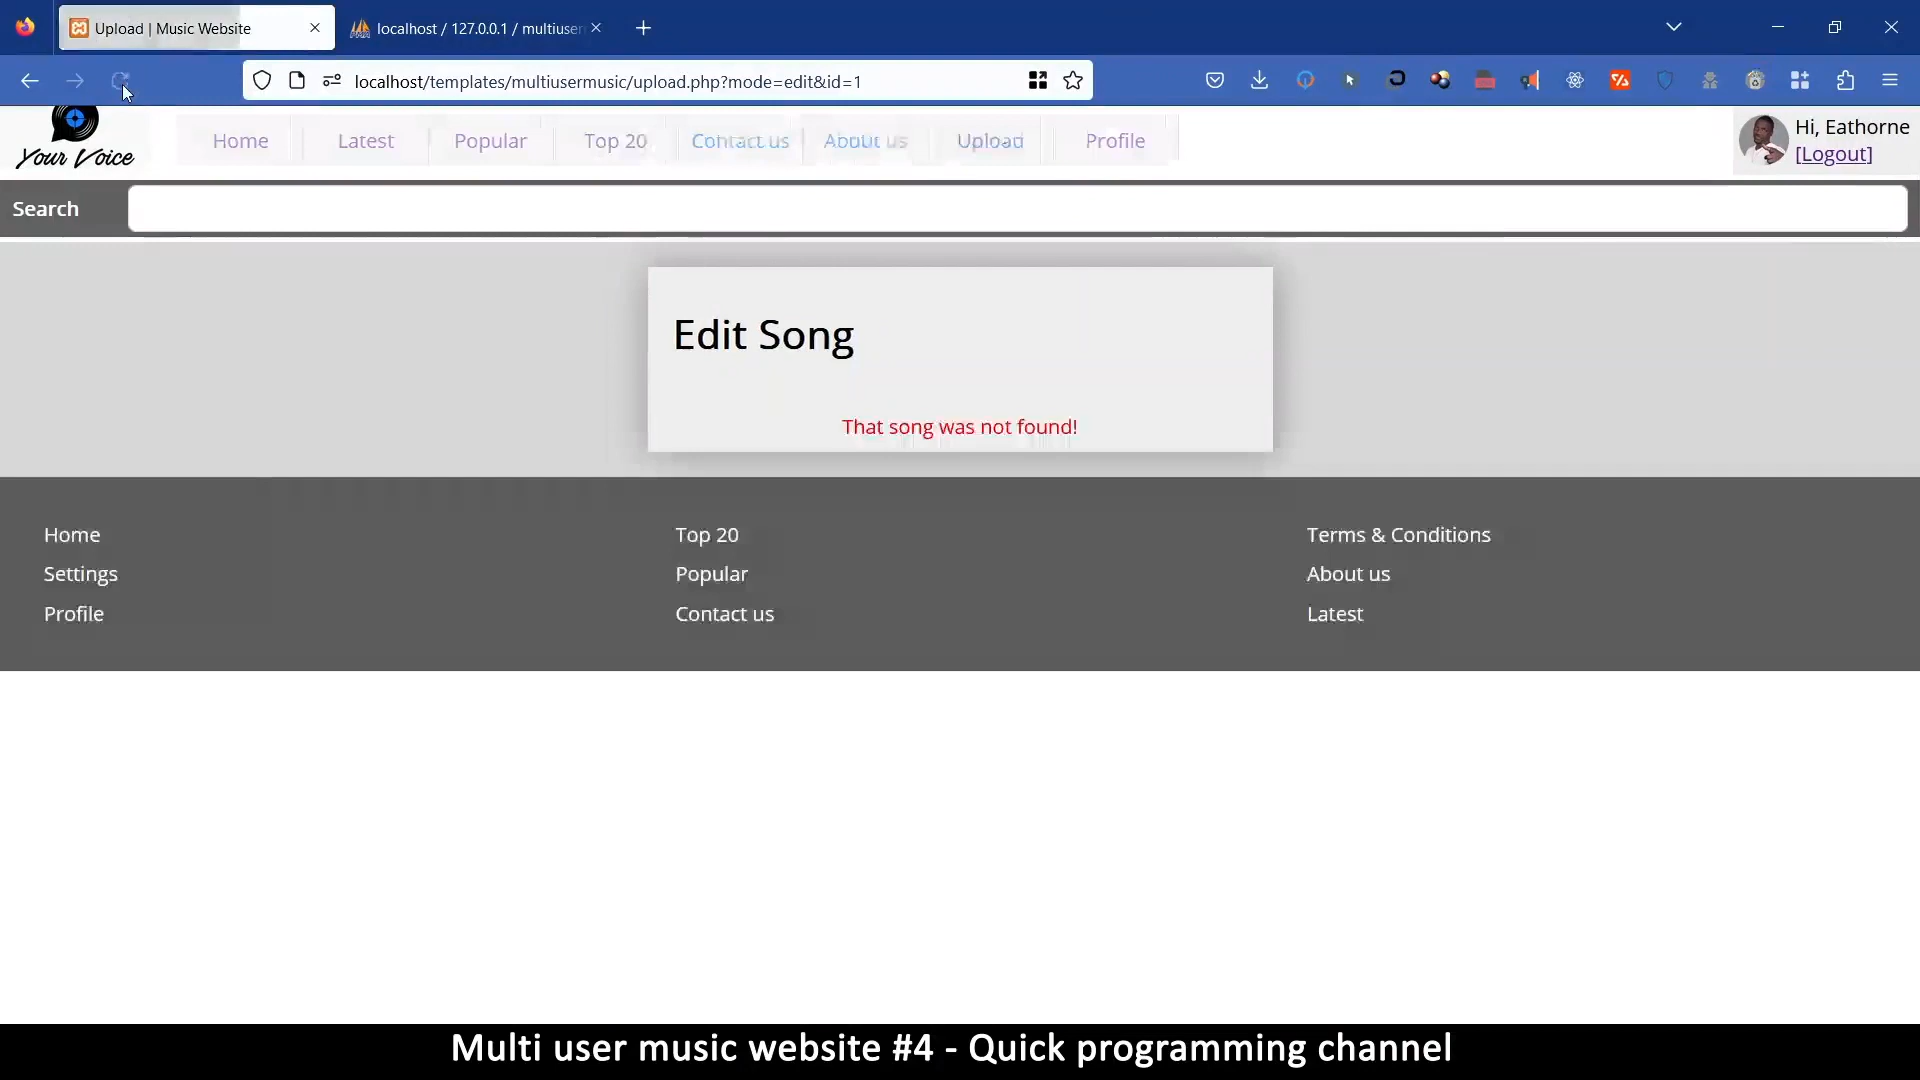 Upload | Music Website
localhost / 127.0.0.1 / multiuser
localhost/templates/multiusermusic/upload.php?mode=edit&id=1
Your Voice
Home
Latest
Popular
Top 20
Contact us
About us
Upload
Profile
Hi, Eathorne
[Logout]
Search
Edit Song
That song was not found!
Home
Top 20
Terms & Conditions
Settings
Popular
About us
Profile
Contact us
Latest
Multi user music website #4 - Quick programming channel